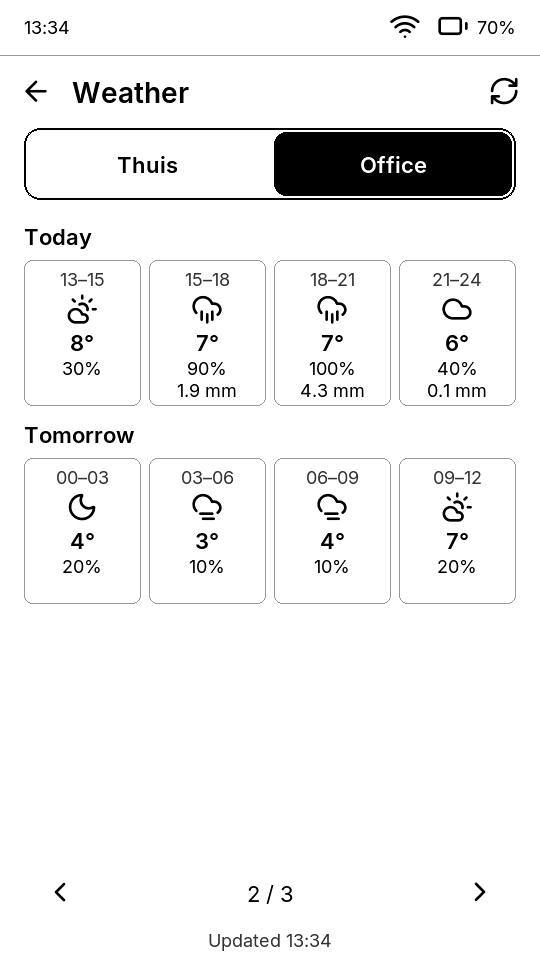 13:34 70%
Weather
Thuis Office
Today
13–15 15–18 18–21 21–24
8° 7° 7° 6°
30% 90% 100% 40%
1.9 mm 4.3 mm 0.1 mm
Tomorrow
00–03 03–06 06–09 09–12
4° 3° 4° 7°
20% 10% 10% 20%
2 / 3
Updated 13:34